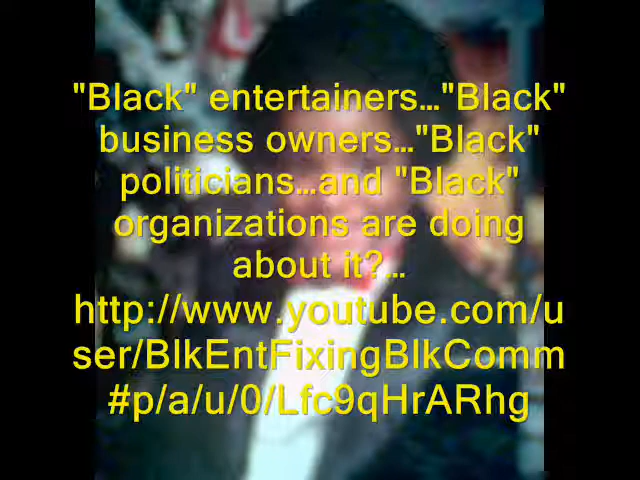 "Black" entertainers..."Black"
business owners..."Black"
politicians...and "Black"
organizations are doing
about it?...
http://www.youtube.com/u
ser/BlkEntFixingBlkComm
#p/a/u/0/Lfc9qHrARhg